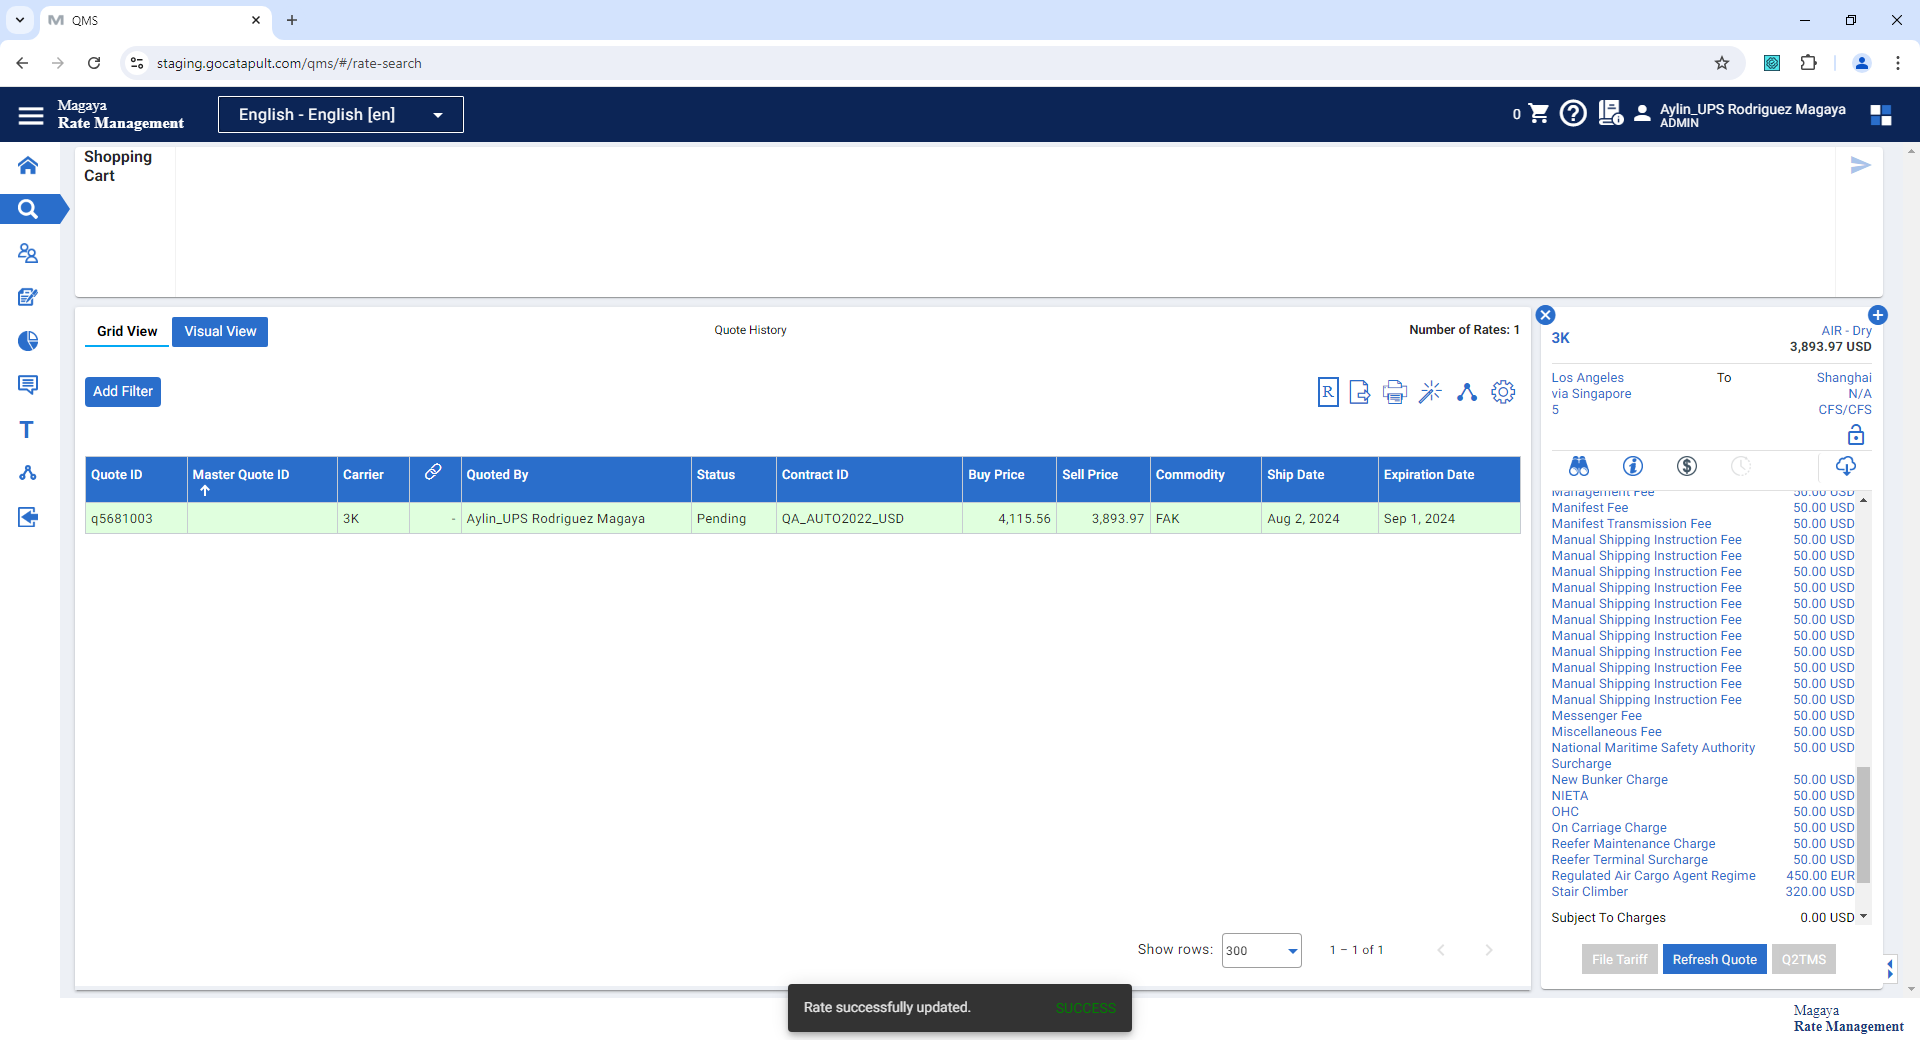 QMS
staging.gocatapult.com/qms/#/rate-search
Magaya
Rate Management
English - English [en]
0
Aylin_UPS Rodriguez Magaya
ADMIN
Shopping
Cart
Grid View
Visual View
Quote History
Number of Rates: 1
Add Filter
R
Quote ID
Master Quote ID
Carrier
Quoted By
Status
Contract ID
Buy Price
Sell Price
Commodity
Ship Date
Expiration Date
q5681003
3K
-
Aylin_UPS Rodriguez Magaya
Pending
QA_AUTO2022_USD
4,115.56
3,893.97
FAK
Aug 2, 2024
Sep 1, 2024
Show rows:
300
1 – 1 of 1
3K
AIR - Dry
3,893.97 USD
Los Angeles
To
Shanghai
via Singapore
N/A
5
CFS/CFS
Management Fee 50.00 USD
Manifest Fee 50.00 USD
Manifest Transmission Fee 50.00 USD
Manual Shipping Instruction Fee 50.00 USD
Manual Shipping Instruction Fee 50.00 USD
Manual Shipping Instruction Fee 50.00 USD
Manual Shipping Instruction Fee 50.00 USD
Manual Shipping Instruction Fee 50.00 USD
Manual Shipping Instruction Fee 50.00 USD
Manual Shipping Instruction Fee 50.00 USD
Manual Shipping Instruction Fee 50.00 USD
Manual Shipping Instruction Fee 50.00 USD
Manual Shipping Instruction Fee 50.00 USD
Manual Shipping Instruction Fee 50.00 USD
Messenger Fee 50.00 USD
Miscellaneous Fee 50.00 USD
National Maritime Safety Authority 50.00 USD
Surcharge
New Bunker Charge 50.00 USD
NIETA 50.00 USD
OHC 50.00 USD
On Carriage Charge 50.00 USD
Reefer Maintenance Charge 50.00 USD
Reefer Terminal Surcharge 50.00 USD
Regulated Air Cargo Agent Regime 450.00 EUR
Stair Climber 320.00 USD
Subject To Charges 0.00 USD
File Tariff
Refresh Quote
Q2TMS
Rate successfully updated.
SUCCESS
Magaya
Rate Management